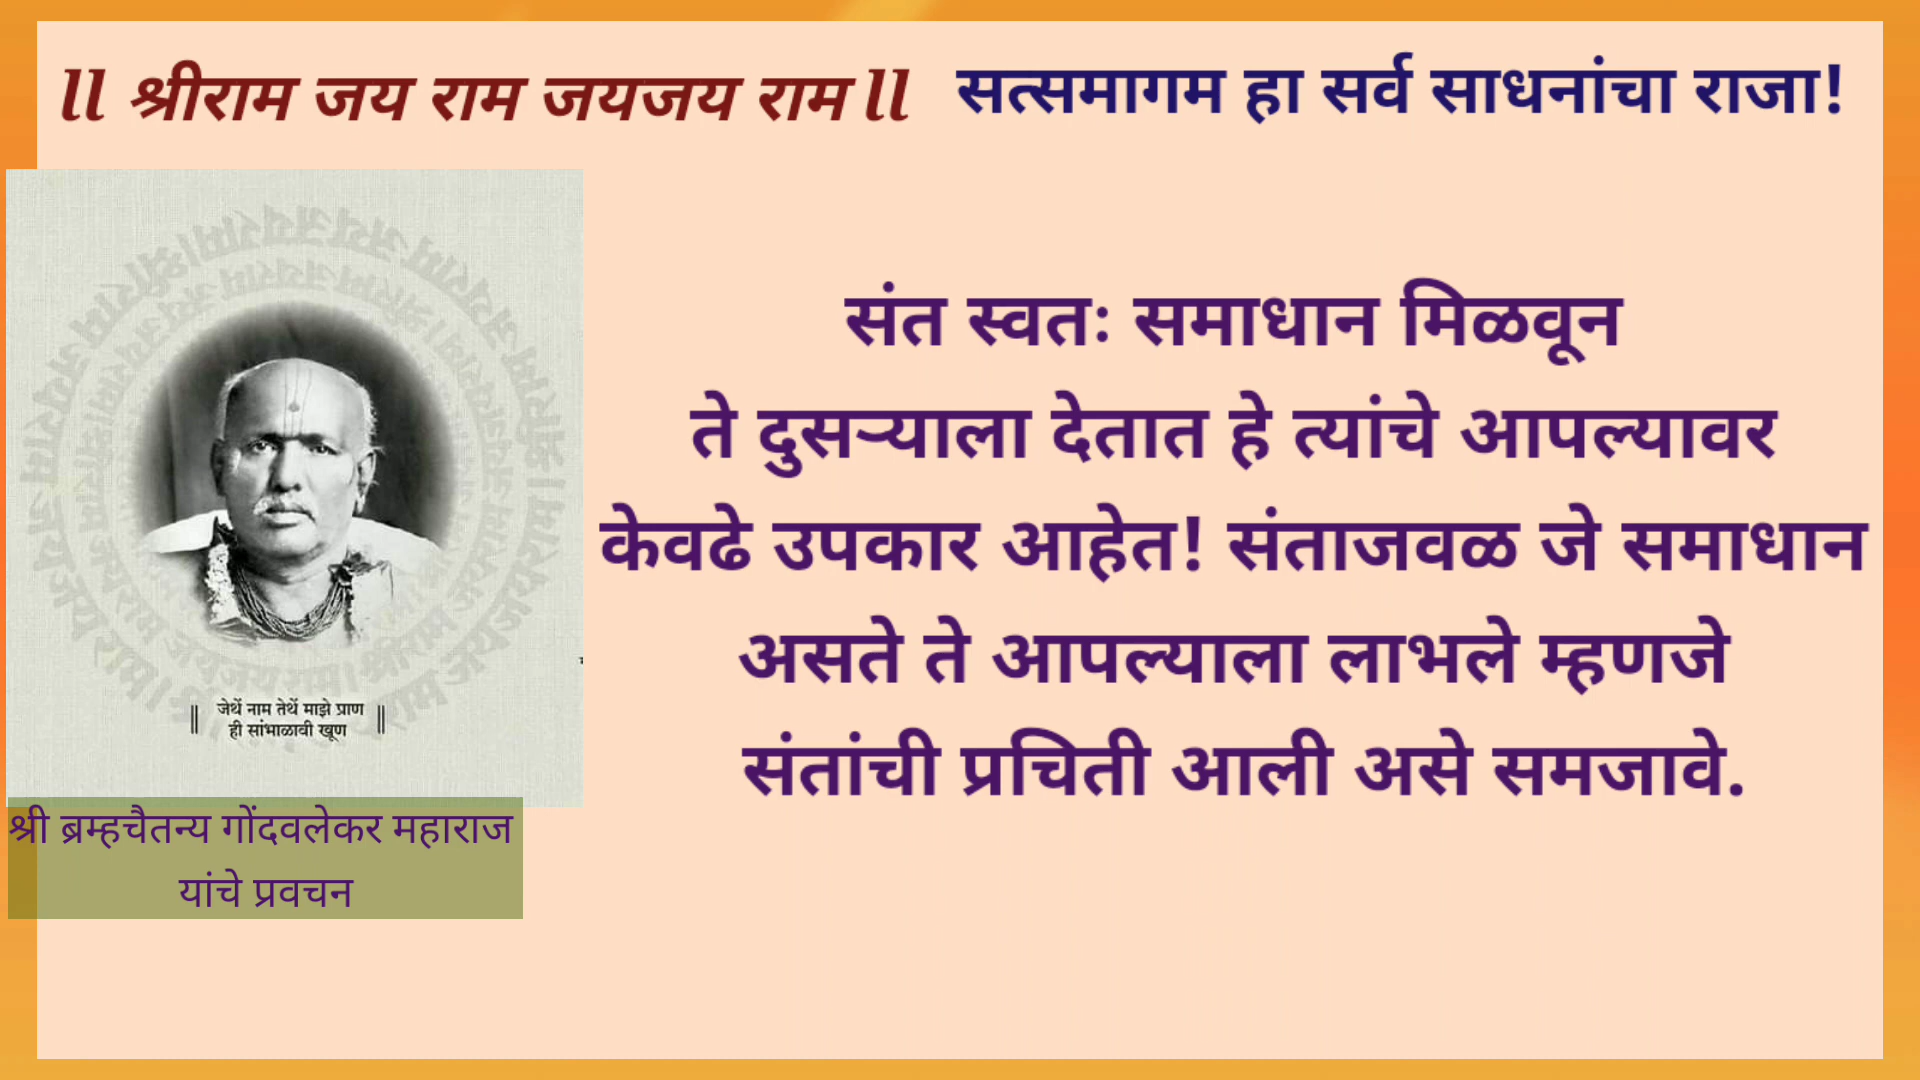 ll श्रीराम जय राम जयजय राम ll
सत्समागम हा सर्व साधनांचा राजा!
संत स्वतः समाधान मिळवून
ते दुसऱ्याला देतात हे त्यांचे आपल्यावर
केवढे उपकार आहेत! संताजवळ जे समाधान
असते ते आपल्याला लाभले म्हणजे
संतांची प्रचिती आली असे समजावे.
॥ जेथें नाम तेथें माझे प्राण ॥
ही सांभाळावी खूण
श्री ब्रम्हचैतन्य गोंदवलेकर महाराज
यांचे प्रवचन